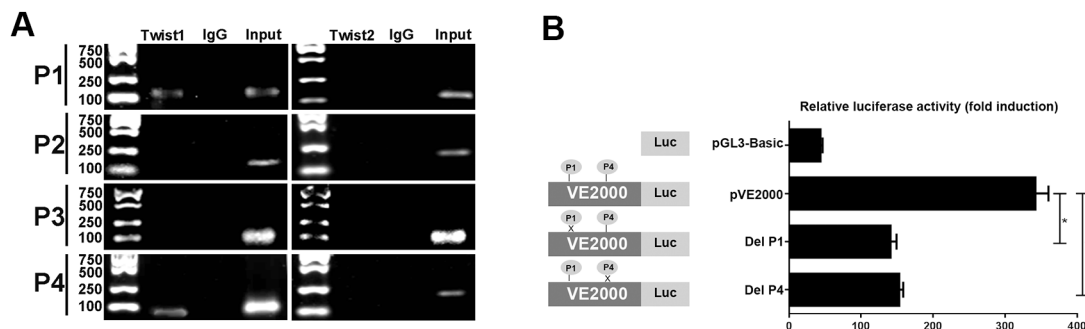 A
Twist1 IgG Input Twist2 IgG Input
P1
750
500
250
100
P2
750
500
250
100
P3
750
500
250
100
P4
750
500
250
100
B
Relative luciferase activity (fold induction)
Luc
pGL3-Basic
P1 P4
VE2000 Luc
pVE2000
P1 P4
X
VE2000 Luc
Del P1
P1 P4
X
VE2000 Luc
Del P4
*
0 100 200 300 400